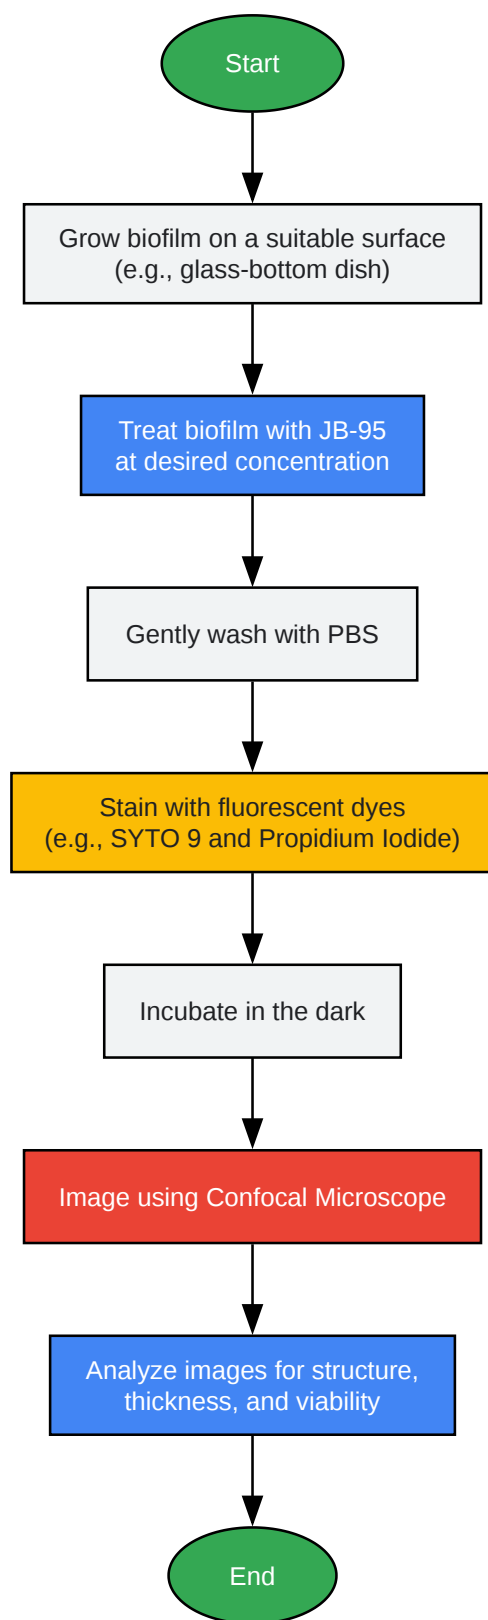 Start
Grow biofilm on a suitable surface
(e.g., glass-bottom dish)
Treat biofilm with JB-95
at desired concentration
Gently wash with PBS
Stain with fluorescent dyes
(e.g., SYTO 9 and Propidium Iodide)
Incubate in the dark
Image using Confocal Microscope
Analyze images for structure,
thickness, and viability
End